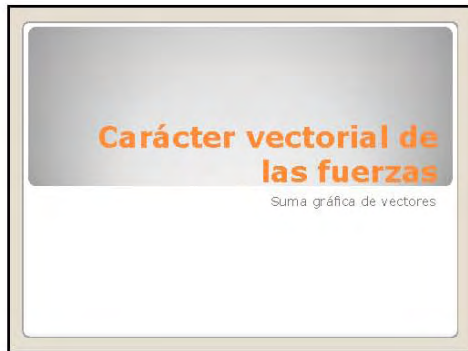 Carácter vectorial de
las fuerzas
Suma gráfica de vectores